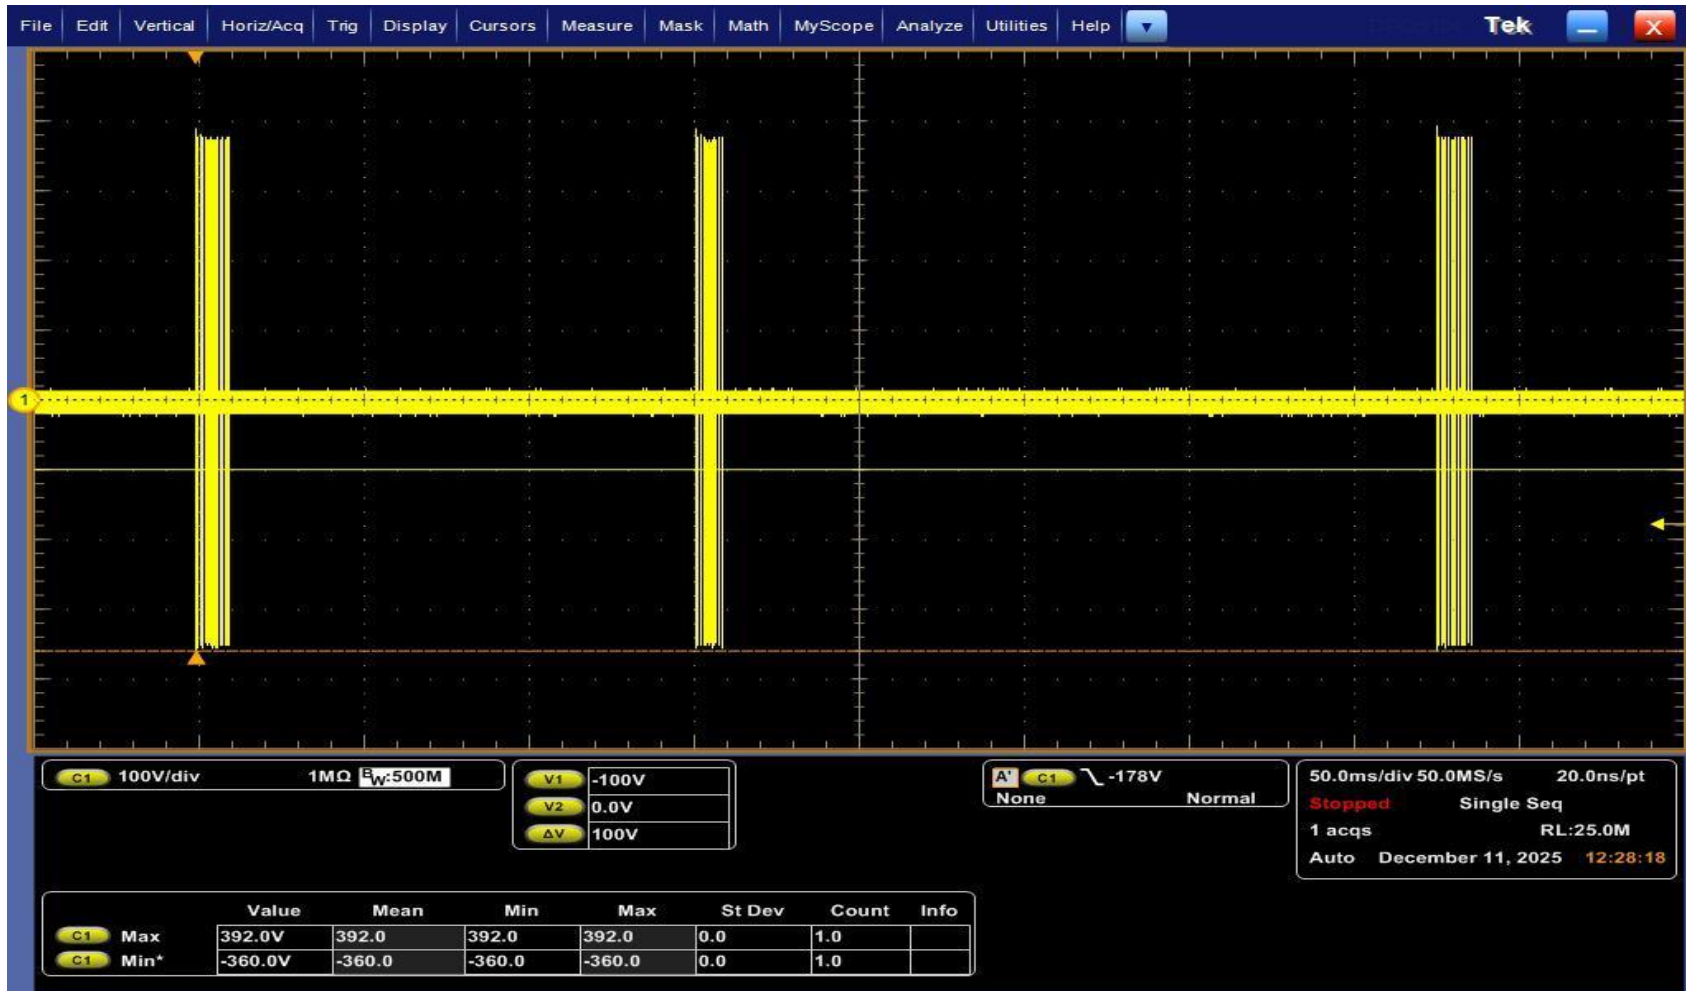 File Edit Vertical Horiz/Acq Trig Display Cursors Measure Mask Math MyScope Analyze Utilities Help Tek X
1
C1 100V/div 1MΩ BW:500M
V1 -100V
V2 0.0V
ΔV 100V
A' C1 -178V
None Normal
50.0ms/div 50.0MS/s 20.0ns/pt
Stopped Single Seq
1 acqs RL:25.0M
Auto December 11, 2025 12:28:18
Value Mean Min Max St Dev Count Info
C1 Max 392.0V 392.0 392.0 392.0 0.0 1.0
C1 Min* -360.0V -360.0 -360.0 -360.0 0.0 1.0